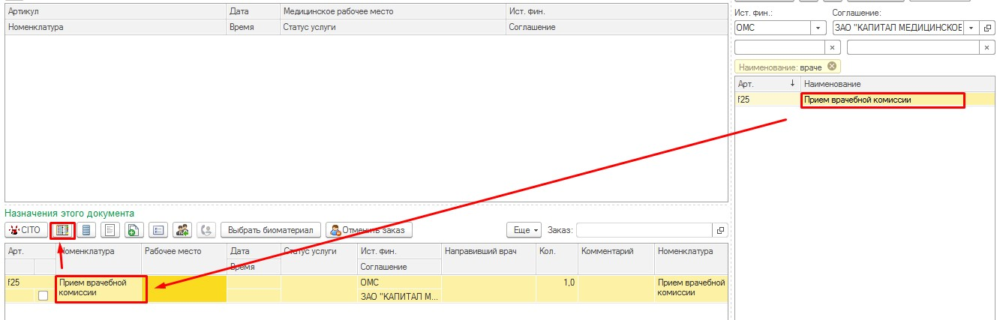 Артикул Дата Медицинское рабочее место Ист. фин.
Номенклатура Время Статус услуги Соглашение
Ист. фин.: Соглашение:
ОМС ЗАО "КАПИТАЛ МЕДИЦИНСКОЕ
Наименование: враче
Арт. Наименование
f25 Прием врачебной комиссии
Назначения этого документа
CITO Выбрать биоматериал Отменить заказ Еще Заказ:
Арт. Номенклатура Рабочее место Дата Статус услуги Ист. фин. Направивший врач Кол. Комментарий Номенклатура
Время Соглашение
f25 Прием врачебной ОМС 1,0 Прием врачебной
комиссии ЗАО "КАПИТАЛ М... комиссии